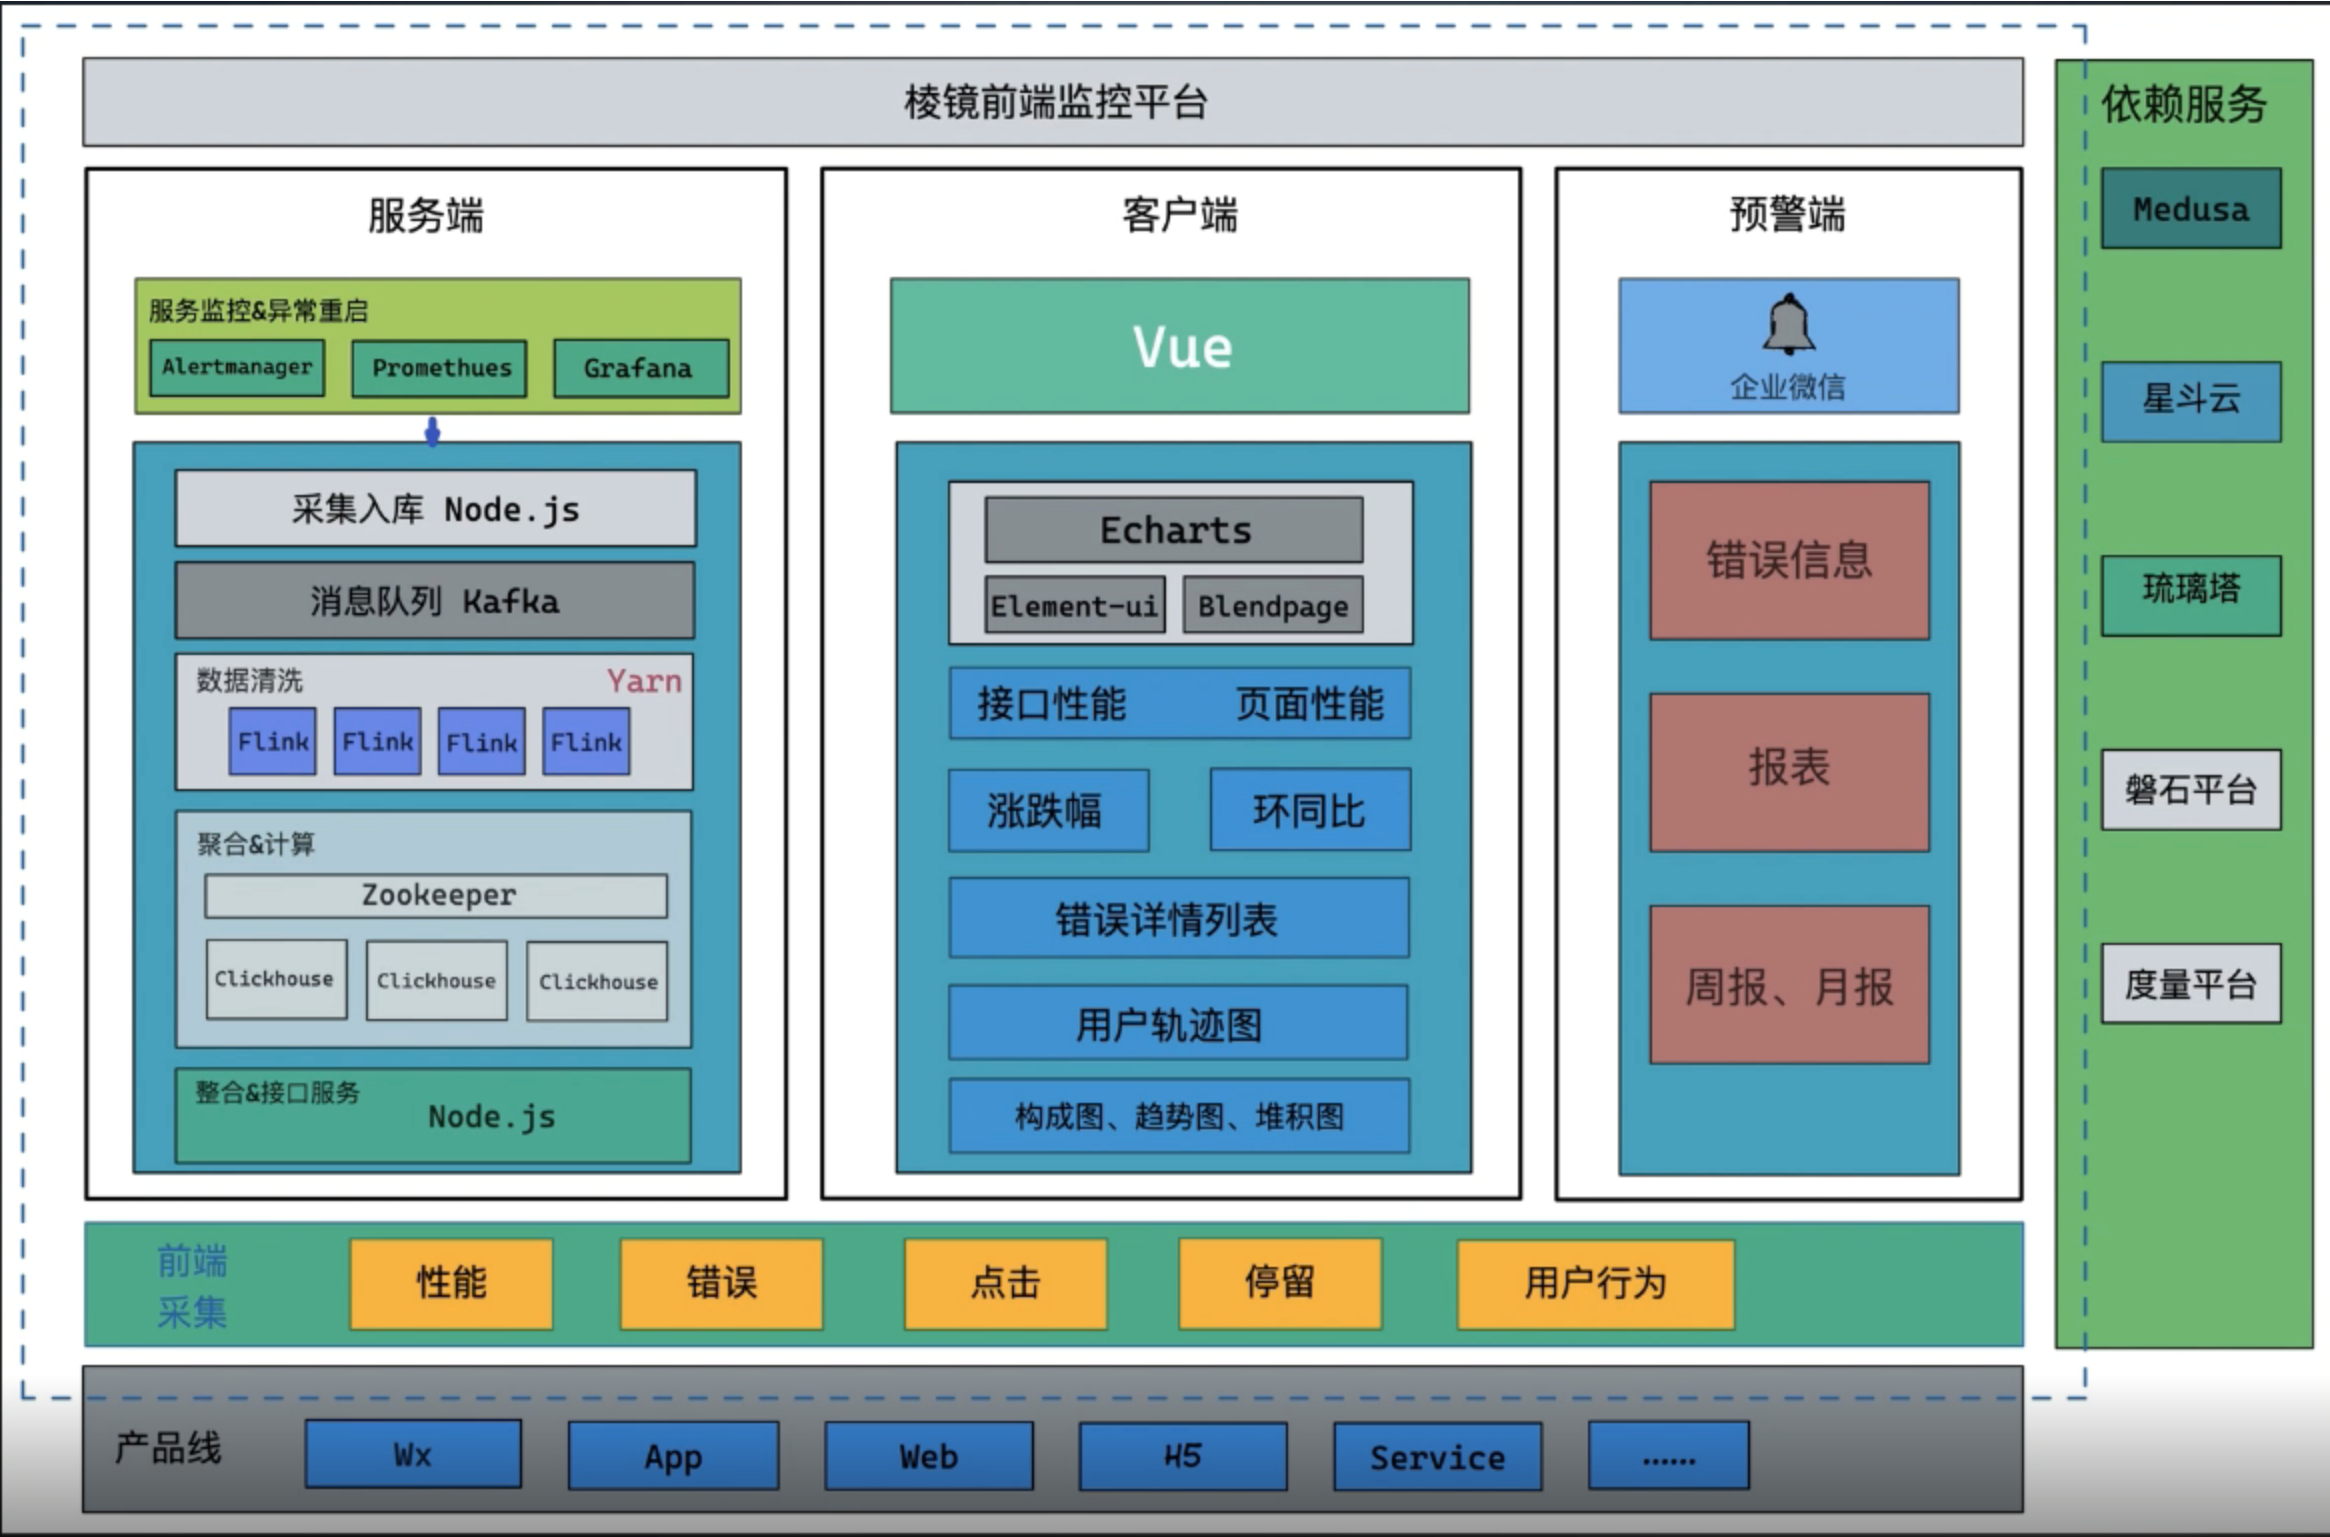 棱镜前端监控平台
服务端
服务监控&异常重启
Alertmanager
Promethues
Grafana
采集入库 Node.js
消息队列 Kafka
数据清洗
Yarn
Flink
Flink
Flink
Flink
聚合&计算
Zookeeper
Clickhouse
Clickhouse
Clickhouse
整合&接口服务
Node.js
客户端
Vue
Echarts
Element-ui
Blendpage
接口性能
页面性能
涨跌幅
环同比
错误详情列表
用户轨迹图
构成图、趋势图、堆积图
预警端
企业微信
错误信息
报表
周报、月报
依赖服务
Medusa
星斗云
琉璃塔
磐石平台
度量平台
前端
采集
性能
错误
点击
停留
用户行为
产品线
Wx
App
Web
H5
Service
……